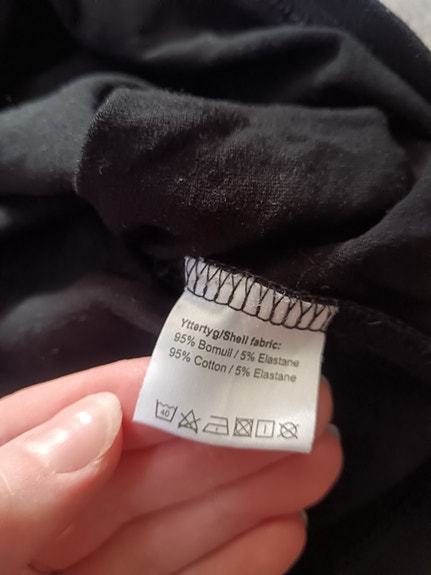 Yttertyg/Shell fabric:
95% Bomull / 5% Elastane
95% Cotton / 5% Elastane
40